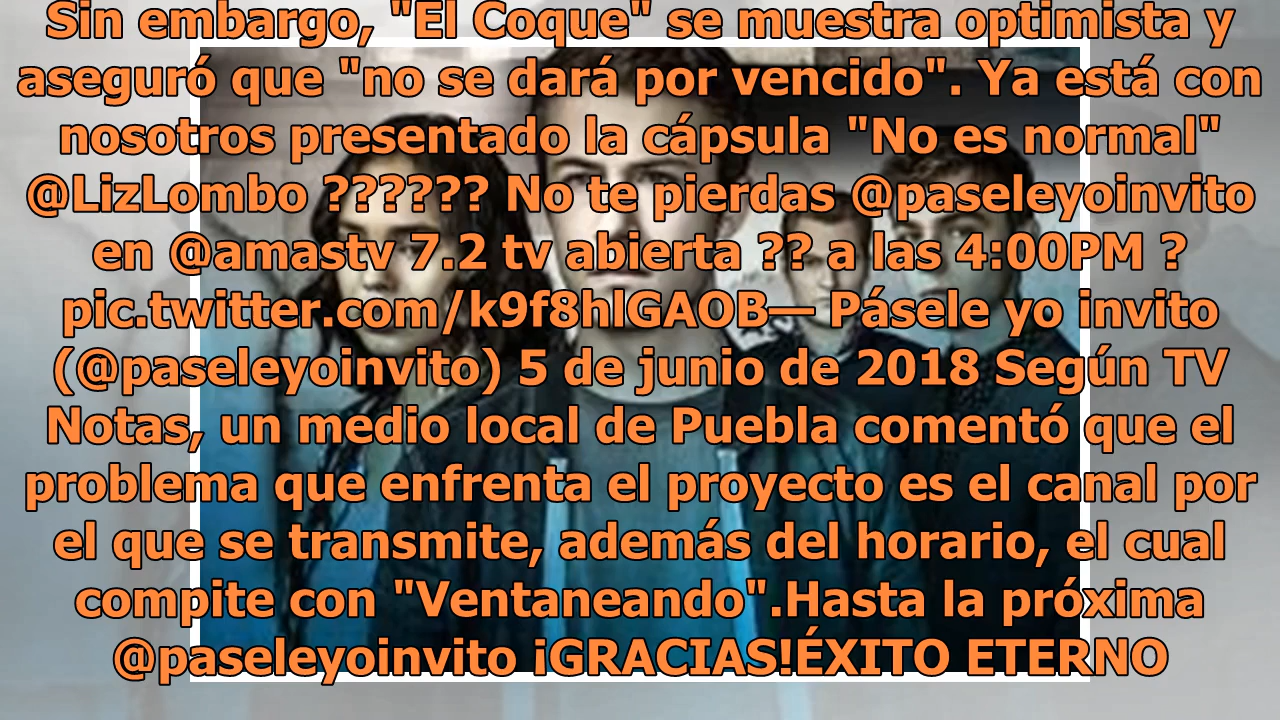 Sin embargo, "El Coque" se muestra optimista y
aseguró que "no se dará por vencido". Ya está con
nosotros presentado la cápsula "No es normal"
@LizLombo ?????? No te pierdas @paseleyoinvito
en @amastv 7.2 tv abierta ?? a las 4:00PM ?
pic.twitter.com/k9f8hlGAOB— Pásele yo invito
(@paseleyoinvito) 5 de junio de 2018 Según TV
Notas, un medio local de Puebla comentó que el
problema que enfrenta el proyecto es el canal por
el que se transmite, además del horario, el cual
compite con "Ventaneando".Hasta la próxima
@paseleyoinvito ¡GRACIAS!ÉXITO ETERNO